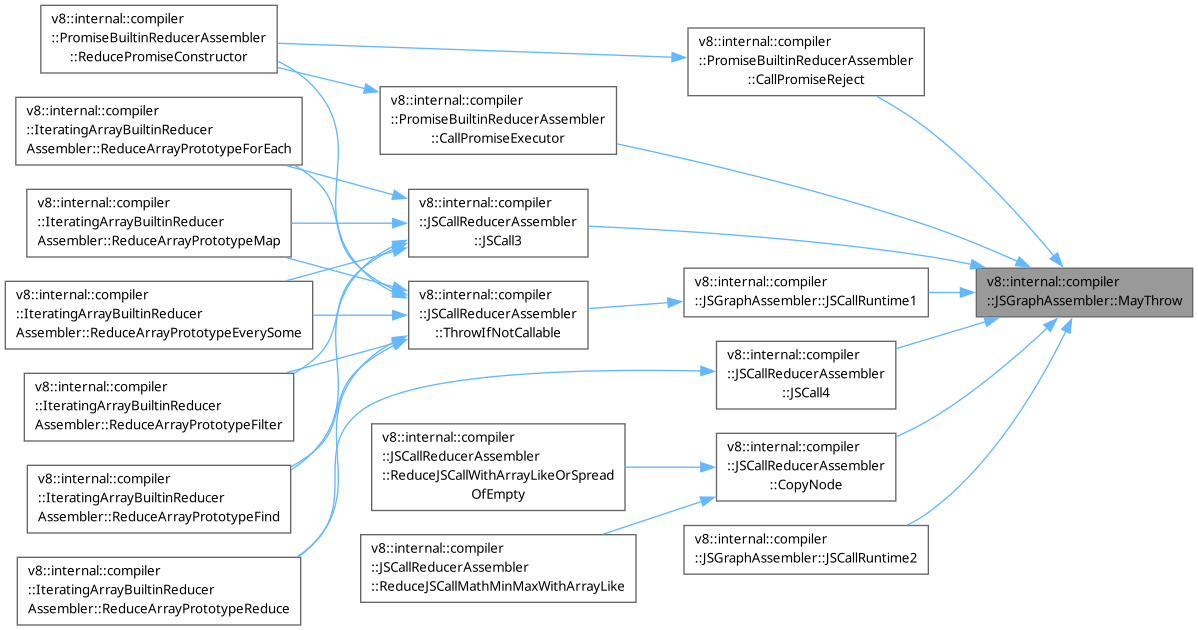 v8::internal::compiler
::PromiseBuiltinReducerAssembler
::ReducePromiseConstructor
v8::internal::compiler
::IteratingArrayBuiltinReducer
Assembler::ReduceArrayPrototypeForEach
v8::internal::compiler
::IteratingArrayBuiltinReducer
Assembler::ReduceArrayPrototypeMap
v8::internal::compiler
::IteratingArrayBuiltinReducer
Assembler::ReduceArrayPrototypeEverySome
v8::internal::compiler
::IteratingArrayBuiltinReducer
Assembler::ReduceArrayPrototypeFilter
v8::internal::compiler
::IteratingArrayBuiltinReducer
Assembler::ReduceArrayPrototypeFind
v8::internal::compiler
::IteratingArrayBuiltinReducer
Assembler::ReduceArrayPrototypeReduce
v8::internal::compiler
::PromiseBuiltinReducerAssembler
::CallPromiseExecutor
v8::internal::compiler
::JSCallReducerAssembler
::JSCall3
v8::internal::compiler
::JSCallReducerAssembler
::ThrowIfNotCallable
v8::internal::compiler
::JSCallReducerAssembler
::ReduceJSCallWithArrayLikeOrSpread
OfEmpty
v8::internal::compiler
::JSCallReducerAssembler
::ReduceJSCallMathMinMaxWithArrayLike
v8::internal::compiler
::PromiseBuiltinReducerAssembler
::CallPromiseReject
v8::internal::compiler
::JSGraphAssembler::JSCallRuntime1
v8::internal::compiler
::JSCallReducerAssembler
::JSCall4
v8::internal::compiler
::JSCallReducerAssembler
::CopyNode
v8::internal::compiler
::JSGraphAssembler::JSCallRuntime2
v8::internal::compiler
::JSGraphAssembler::MayThrow